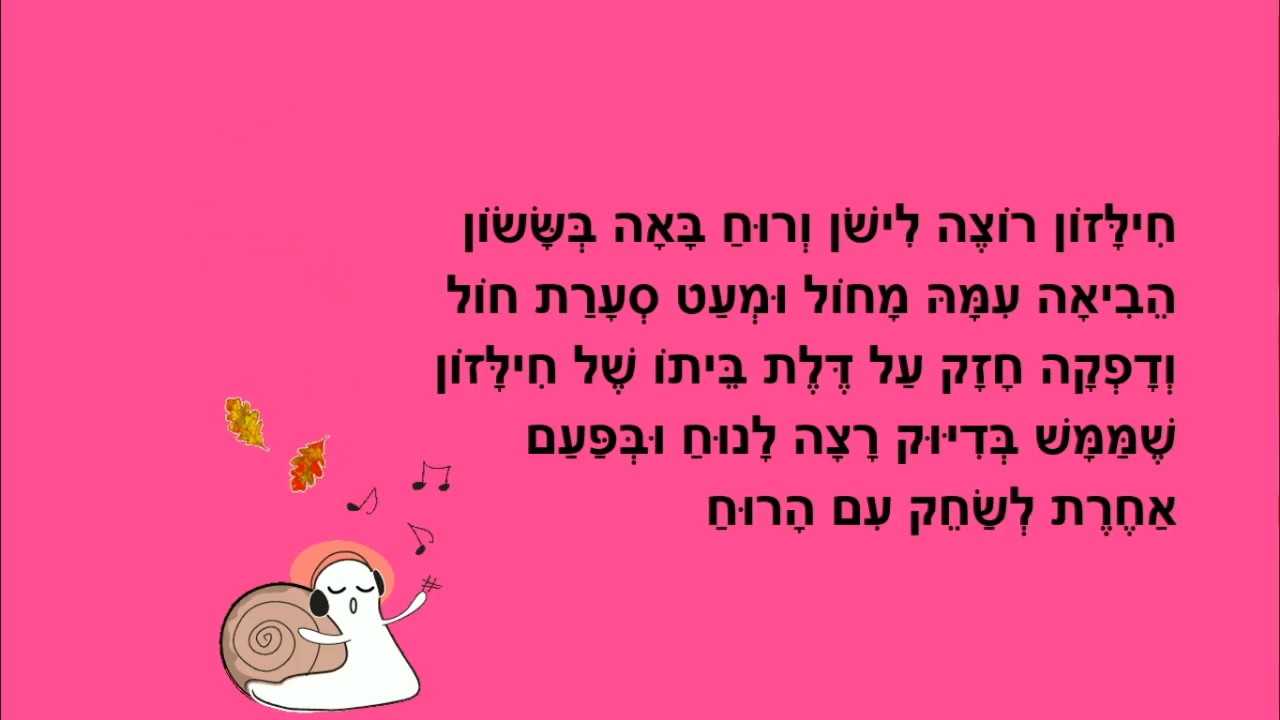 חִילָּזוֹן רוֹצֶה לִישֹׁן וְרוּחַ בָּאָה בְּשָּׂשׂוֹן
הֵבִיאָה עִמָּהּ מָחוֹל וּמְעַט סְעָרַת חוֹל
וְדָפְקָה חָזָק עַל דֶּלֶת בֵּיתוֹ שֶׁל חִילָּזוֹן
שֶׁמַּמָּשׁ בְּדִיּוּק רָצָה לָנוּחַ וּבְּפַּעַם
אַחֶרֶת לְשַׂחֵק עִם הָרוּחַ